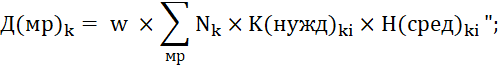 Д(мр)k = w × ∑мр Nk × К(нужд)ki × Н(сред)ki ";